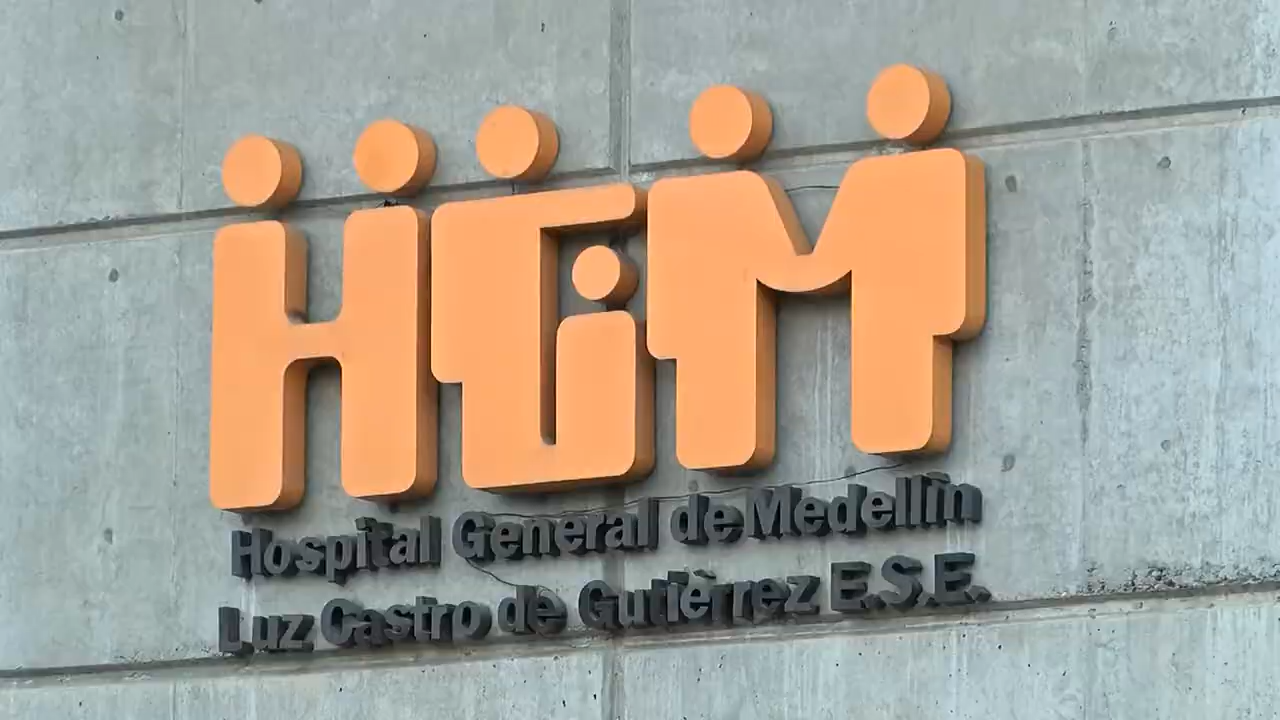 HGM
Hospital General de Medellín
Luz Castro de Gutiérrez E.S.E.